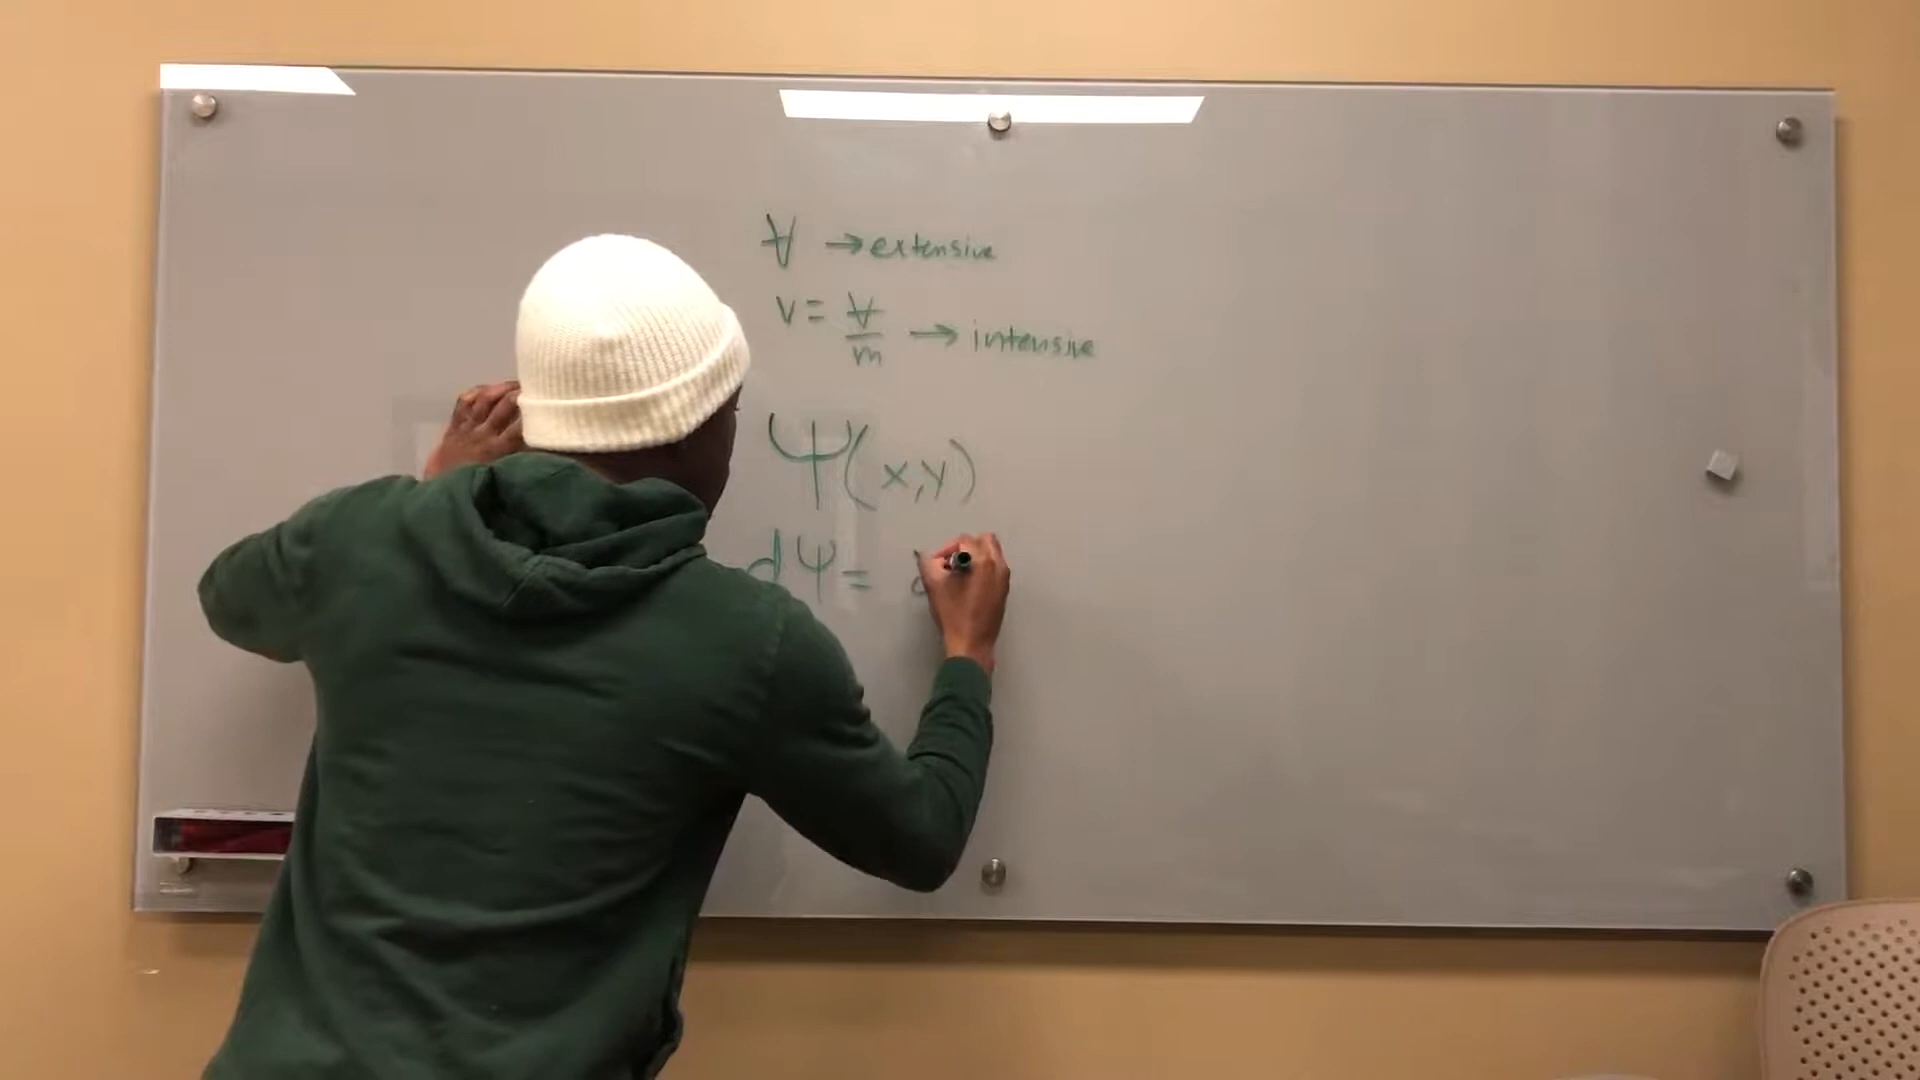 V → extensive
v = V/m → intensive
Ψ(x,y)
dΨ =